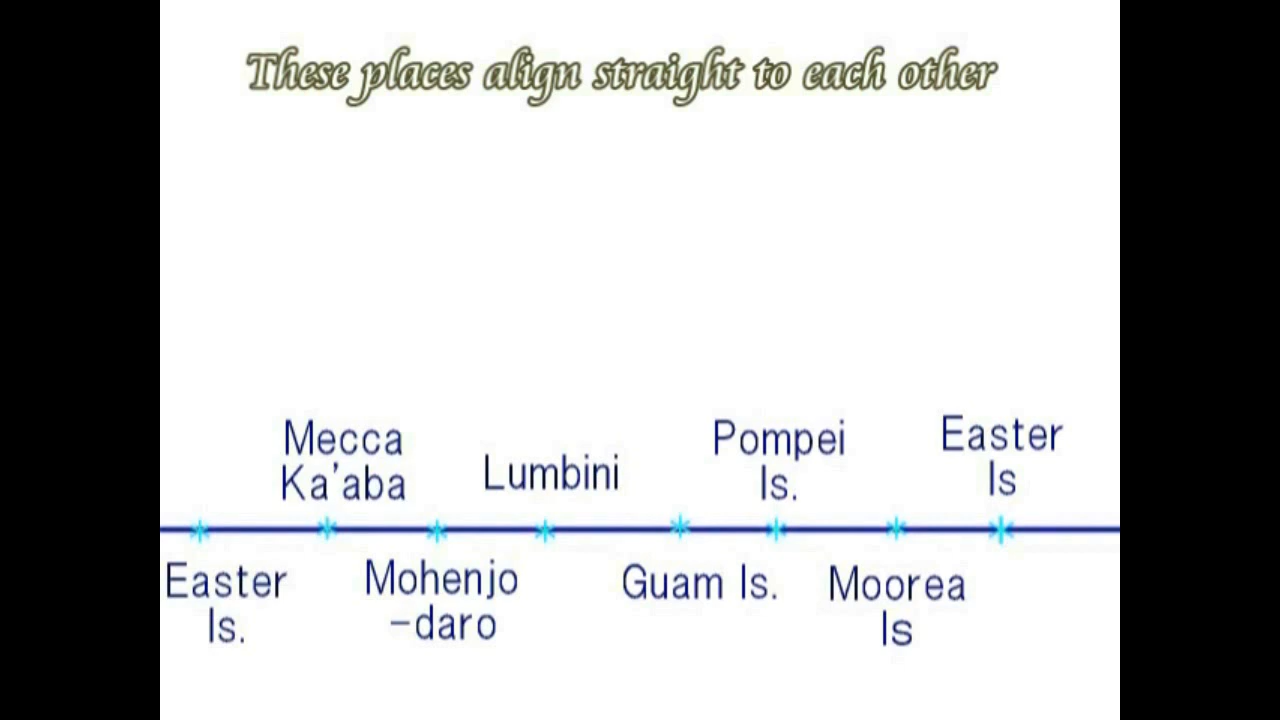 These places align straight to each other
Mecca
Ka'aba
Lumbini
Pompei
Is.
Easter
Is
Easter
Is.
Mohenjo
-daro
Guam Is.
Moorea
Is